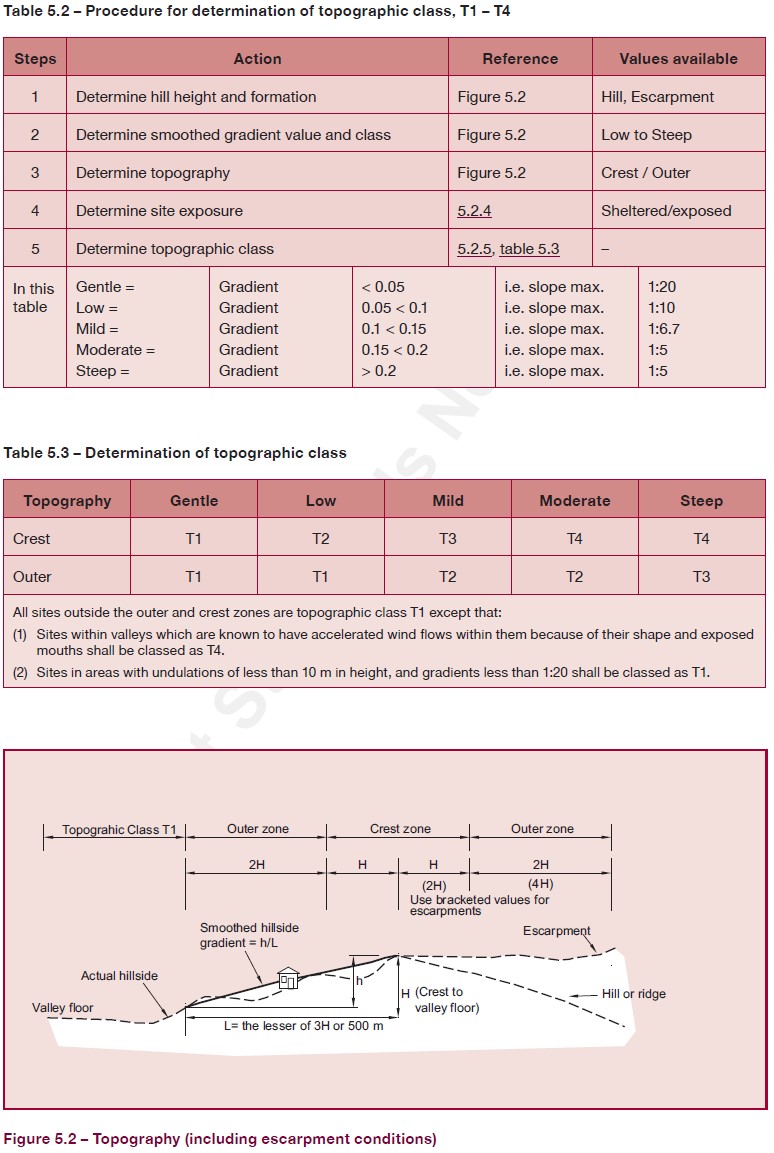 Table 5.2 – Procedure for determination of topographic class, T1 – T4
Steps Action Reference Values available
1 Determine hill height and formation Figure 5.2 Hill, Escarpment
2 Determine smoothed gradient value and class Figure 5.2 Low to Steep
3 Determine topography Figure 5.2 Crest / Outer
4 Determine site exposure 5.2.4 Sheltered/exposed
5 Determine topographic class 5.2.5, table 5.3 –
In this table
Gentle = Gradient < 0.05 i.e. slope max. 1:20
Low = Gradient 0.05 < 0.1 i.e. slope max. 1:10
Mild = Gradient 0.1 < 0.15 i.e. slope max. 1:6.7
Moderate = Gradient 0.15 < 0.2 i.e. slope max. 1:5
Steep = Gradient > 0.2 i.e. slope max. 1:5
Table 5.3 – Determination of topographic class
Topography Gentle Low Mild Moderate Steep
Crest T1 T2 T3 T4 T4
Outer T1 T1 T2 T2 T3
All sites outside the outer and crest zones are topographic class T1 except that:
(1) Sites within valleys which are known to have accelerated wind flows within them because of their shape and exposed
mouths shall be classed as T4.
(2) Sites in areas with undulations of less than 10 m in height, and gradients less than 1:20 shall be classed as T1.
Topograhic Class T1 Outer zone Crest zone Outer zone
2H H H 2H
(2H) (4H)
Use bracketed values for
escarpments
Smoothed hillside
gradient = h/L
Escarpment
Actual hillside
h
H (Crest to
valley floor)
Hill or ridge
Valley floor
L= the lesser of 3H or 500 m
Figure 5.2 – Topography (including escarpment conditions)